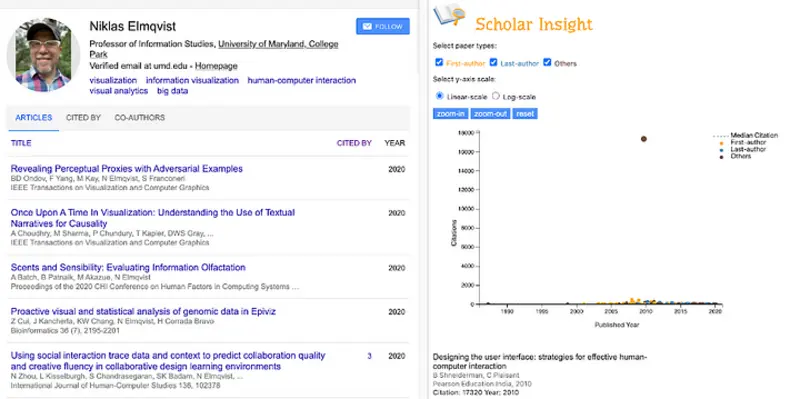 Niklas Elmqvist
FOLLOW
Professor of Information Studies, University of Maryland, College
Park
Verified email at umd.edu - Homepage
visualization information visualization human-computer interaction
visual analytics big data
ARTICLES CITED BY CO-AUTHORS
TITLE CITED BY YEAR
Revealing Perceptual Proxies with Adversarial Examples 2020
BD Ondov, F Yang, M Kay, N Elmqvist, S Franconeri
IEEE Transactions on Visualization and Computer Graphics
Once Upon A Time In Visualization: Understanding the Use of Textual 2020
Narratives for Causality
A Choudhry, M Sharma, P Chundury, T Kapler, DWS Gray, ...
IEEE Transactions on Visualization and Computer Graphics
Scents and Sensibility: Evaluating Information Olfactation 2020
A Batch, B Patnaik, M Akazue, N Elmqvist
Proceedings of the 2020 CHI Conference on Human Factors in Computing Systems ...
Proactive visual and statistical analysis of genomic data in Epiviz 2020
Z Cui, J Kancherla, KW Chang, N Elmqvist, H Corrada Bravo
Bioinformatics 36 (7), 2195-2201
Using social interaction trace data and context to predict collaboration quality 3 2020
and creative fluency in collaborative design learning environments
N Zhou, L Kisselburgh, S Chandrasegaran, SK Badam, N Elmqvist, ...
International Journal of Human-Computer Studies 136, 102378
Scholar Insight
Select paper types:
First-author Last-author Others
Select y-axis scale:
Linear-scale Log-scale
zoom-in zoom-out reset
Median Citation
First-author
Last-author
Others
18000
16000
14000
12000
10000
8000
6000
4000
2000
0
Citations
1990 1995 2000 2005 2010 2015 2020
Published Year
Designing the user interface: strategies for effective human-
computer interaction
B Shneiderman, C Plaisant
Pearson Education India, 2010
Citation: 17320 Year: 2010